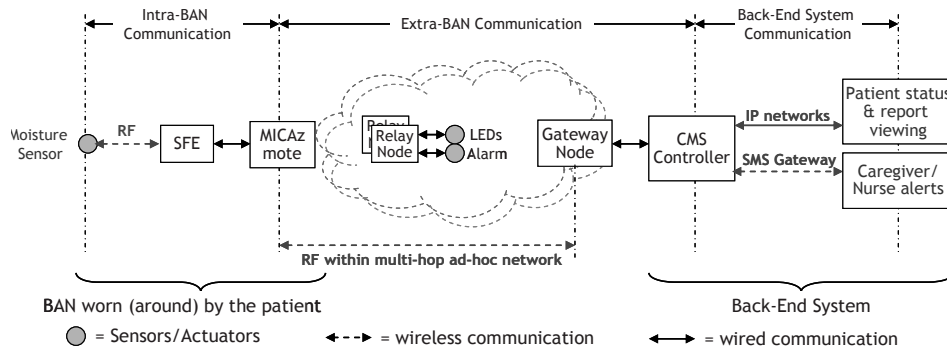 Intra-BAN
Communication
Extra-BAN Communication
Back-End System
Communication
Moisture
Sensor
RF
SFE
MICAz
mote
Relay
Relay
Node
LEDs
Alarm
Gateway
Node
CMS
Controller
IP networks
SMS Gateway
Patient status
& report
viewing
Caregiver/
Nurse alerts
RF within multi-hop ad-hoc network
BAN worn (around) by the patient
Back-End System
= Sensors/Actuators
= wireless communication
= wired communication